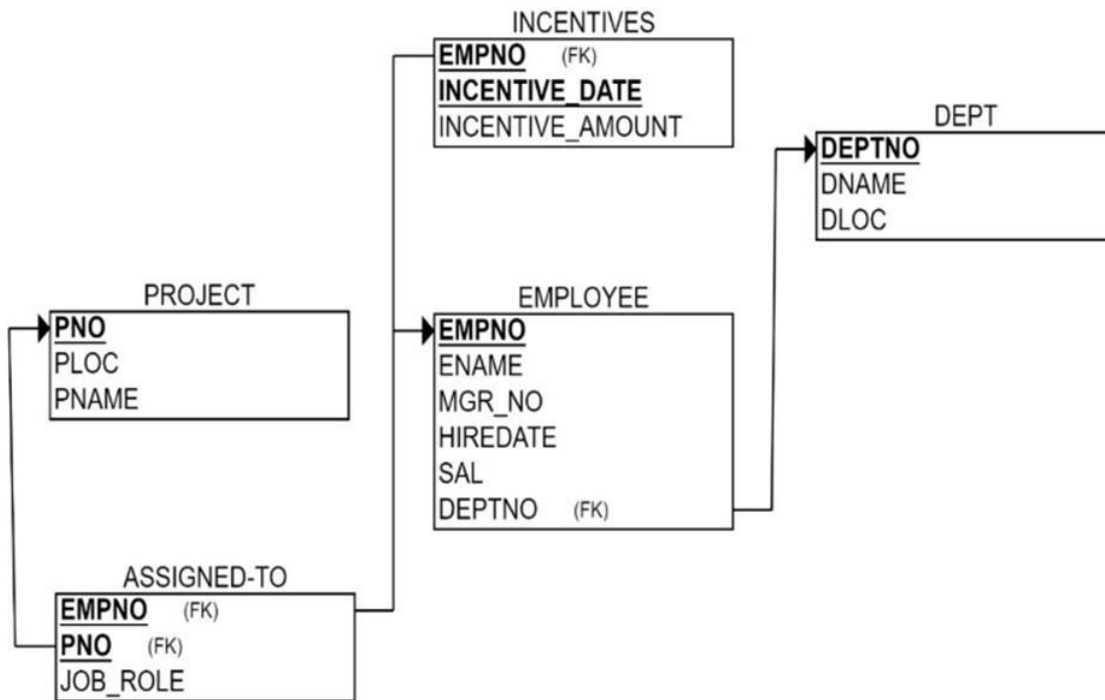 INCENTIVES
EMPNO (FK)
INCENTIVE_DATE
INCENTIVE_AMOUNT
DEPT
DEPTNO
DNAME
DLOC
PROJECT
PNO
PLOC
PNAME
EMPLOYEE
EMPNO
ENAME
MGR_NO
HIREDATE
SAL
DEPTNO (FK)
ASSIGNED-TO
EMPNO (FK)
PNO (FK)
JOB_ROLE